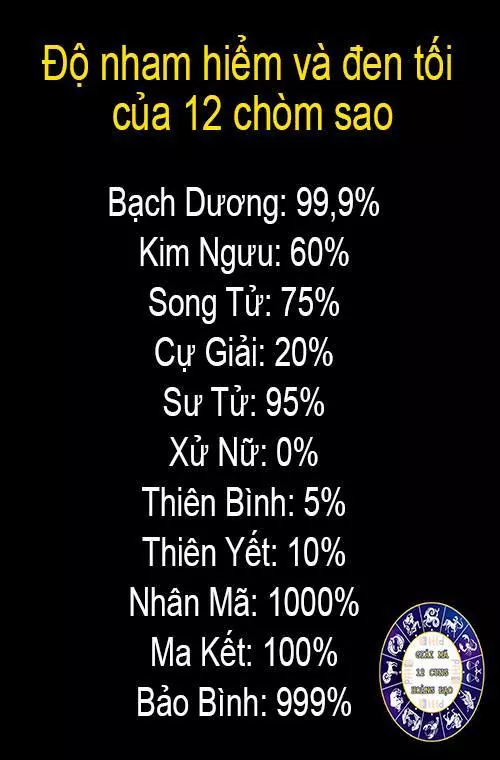 Độ nham hiểm và đen tối
của 12 chòm sao
Bạch Dương: 99,9%
Kim Ngưu: 60%
Song Tử: 75%
Cự Giải: 20%
Sư Tử: 95%
Xử Nữ: 0%
Thiên Bình: 5%
Thiên Yết: 10%
Nhân Mã: 1000%
Ma Kết: 100%
Bảo Bình: 999%
GIẢI MÃ
12 CUNG
HOÀNG ĐẠO